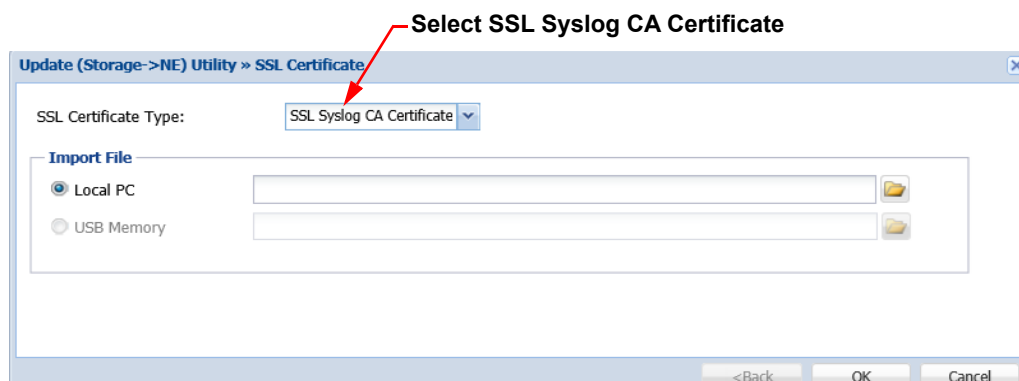 Select SSL Syslog CA Certificate
Update (Storage->NE) Utility » SSL Certificate
SSL Certificate Type: SSL Syslog CA Certificate
Import File
Local PC
USB Memory
<Back OK Cancel